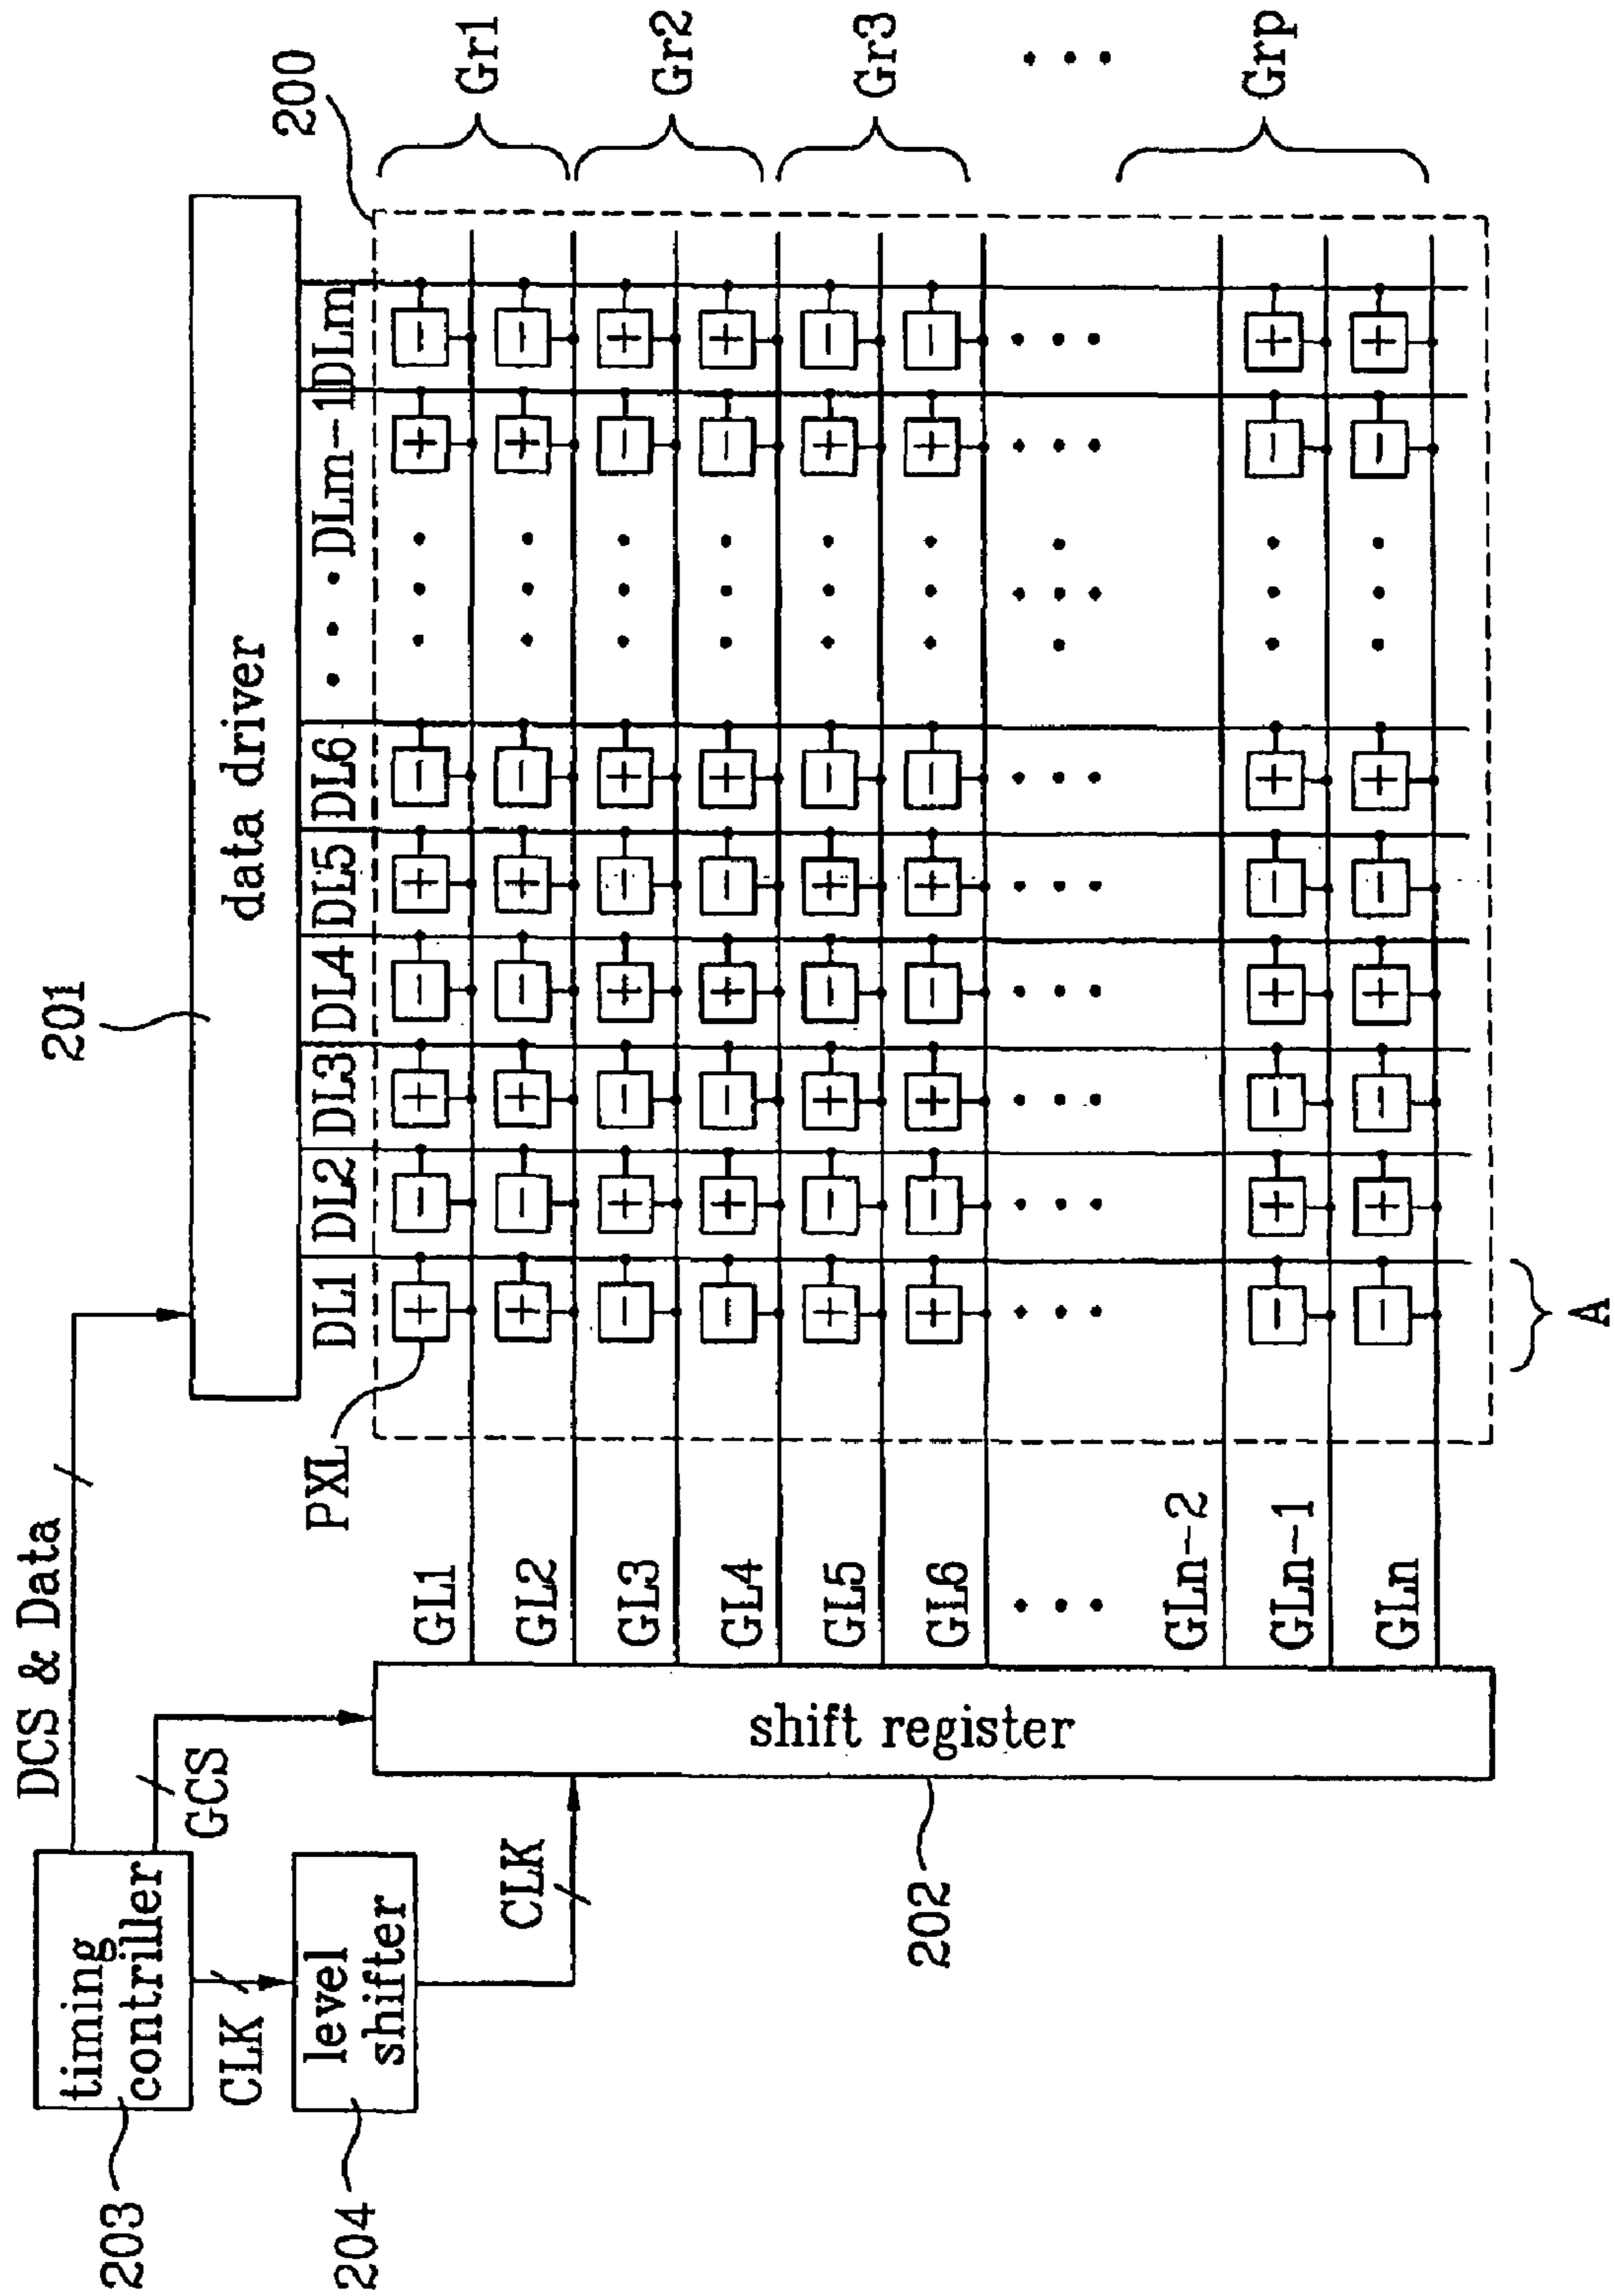 DCS & Data
201
200
data driver
timing
contriller
203
GCS
CLK
level
shifter
204
CLK
shift register
202
PXL
DL1
DL2
DL3
DL4
DL5
DL6
DLm-1
DLm
GL1
GL2
GL3
GL4
GL5
GL6
GLn-2
GLn-1
GLn
Gr1
Gr2
Gr3
Grp
A
+ - + - + - + -
+ - + - + - + -
- + - + - + - +
- + - + - + - +
+ - + - + - + -
+ - + - + - + -
- + - + - + - +
- + - + - + - +